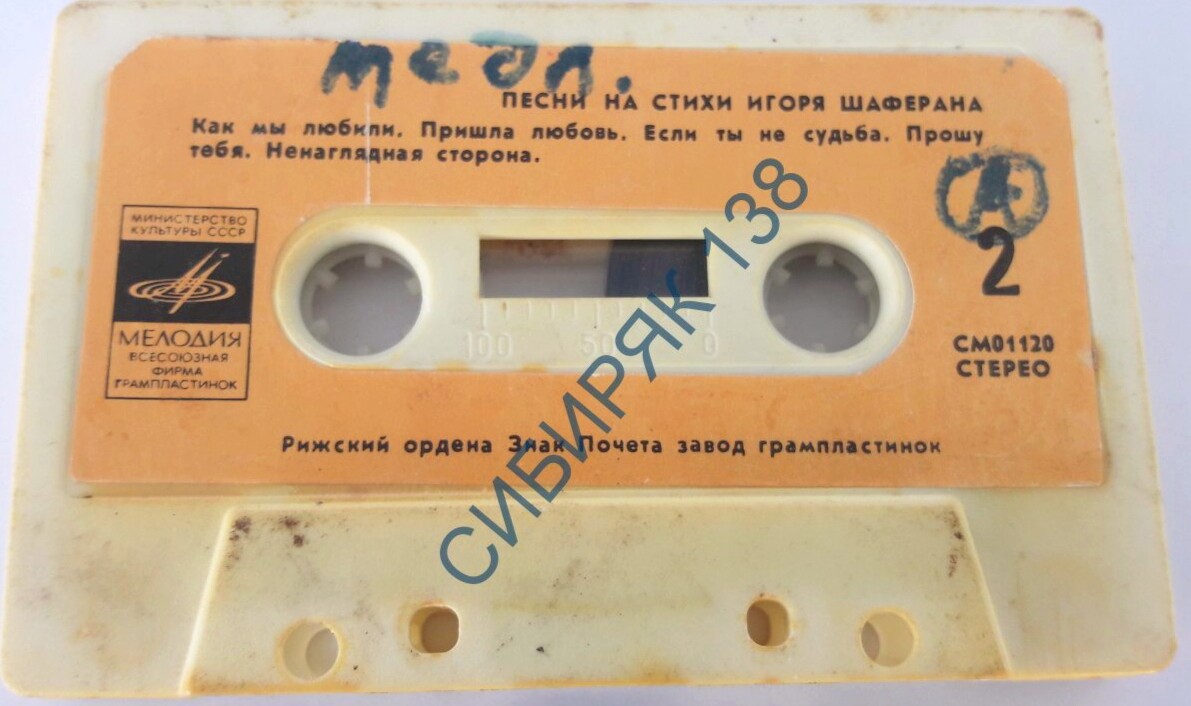 медл.
ПЕСНИ НА СТИХИ ИГОРЯ ШАФЕРАНА
Как мы любили. Пришла любовь. Если ты не судьба. Прошу
тебя. Ненаглядная сторона.
А
2
МИНИСТЕРСТВО
КУЛЬТУРЫ СССР
МЕЛОДИЯ
ВСЕСОЮЗНАЯ
ФИРМА
ГРАМПЛАСТИНОК
100 50 0
СМ01120
СТЕРЕО
Рижский ордена Знак Почета завод грампластинок
СИБИРЯК 138